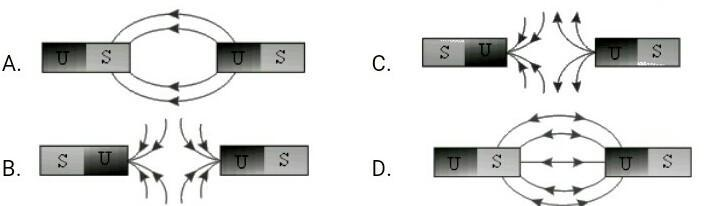 A. U S U S
C. S U U S
B. S U U S
D. U S U S